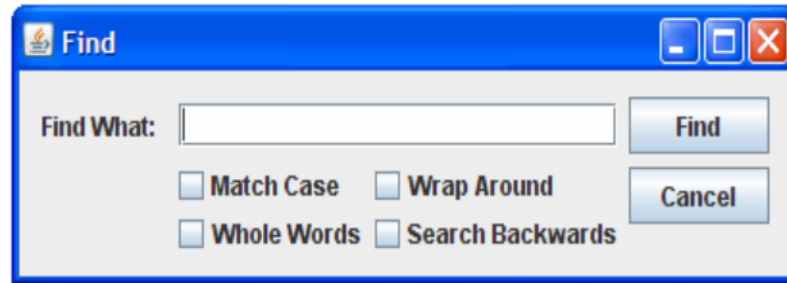 Find
Find What:
Find
Match Case
Wrap Around
Cancel
Whole Words
Search Backwards